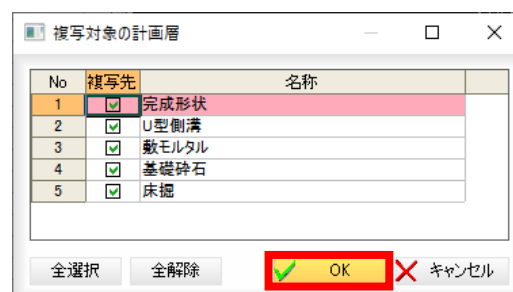 複写対象の計画層
No 複写先 名称
1 完成形状
2 U型側溝
3 敷モルタル
4 基礎砕石
5 床掘
全選択 全解除 OK キャンセル